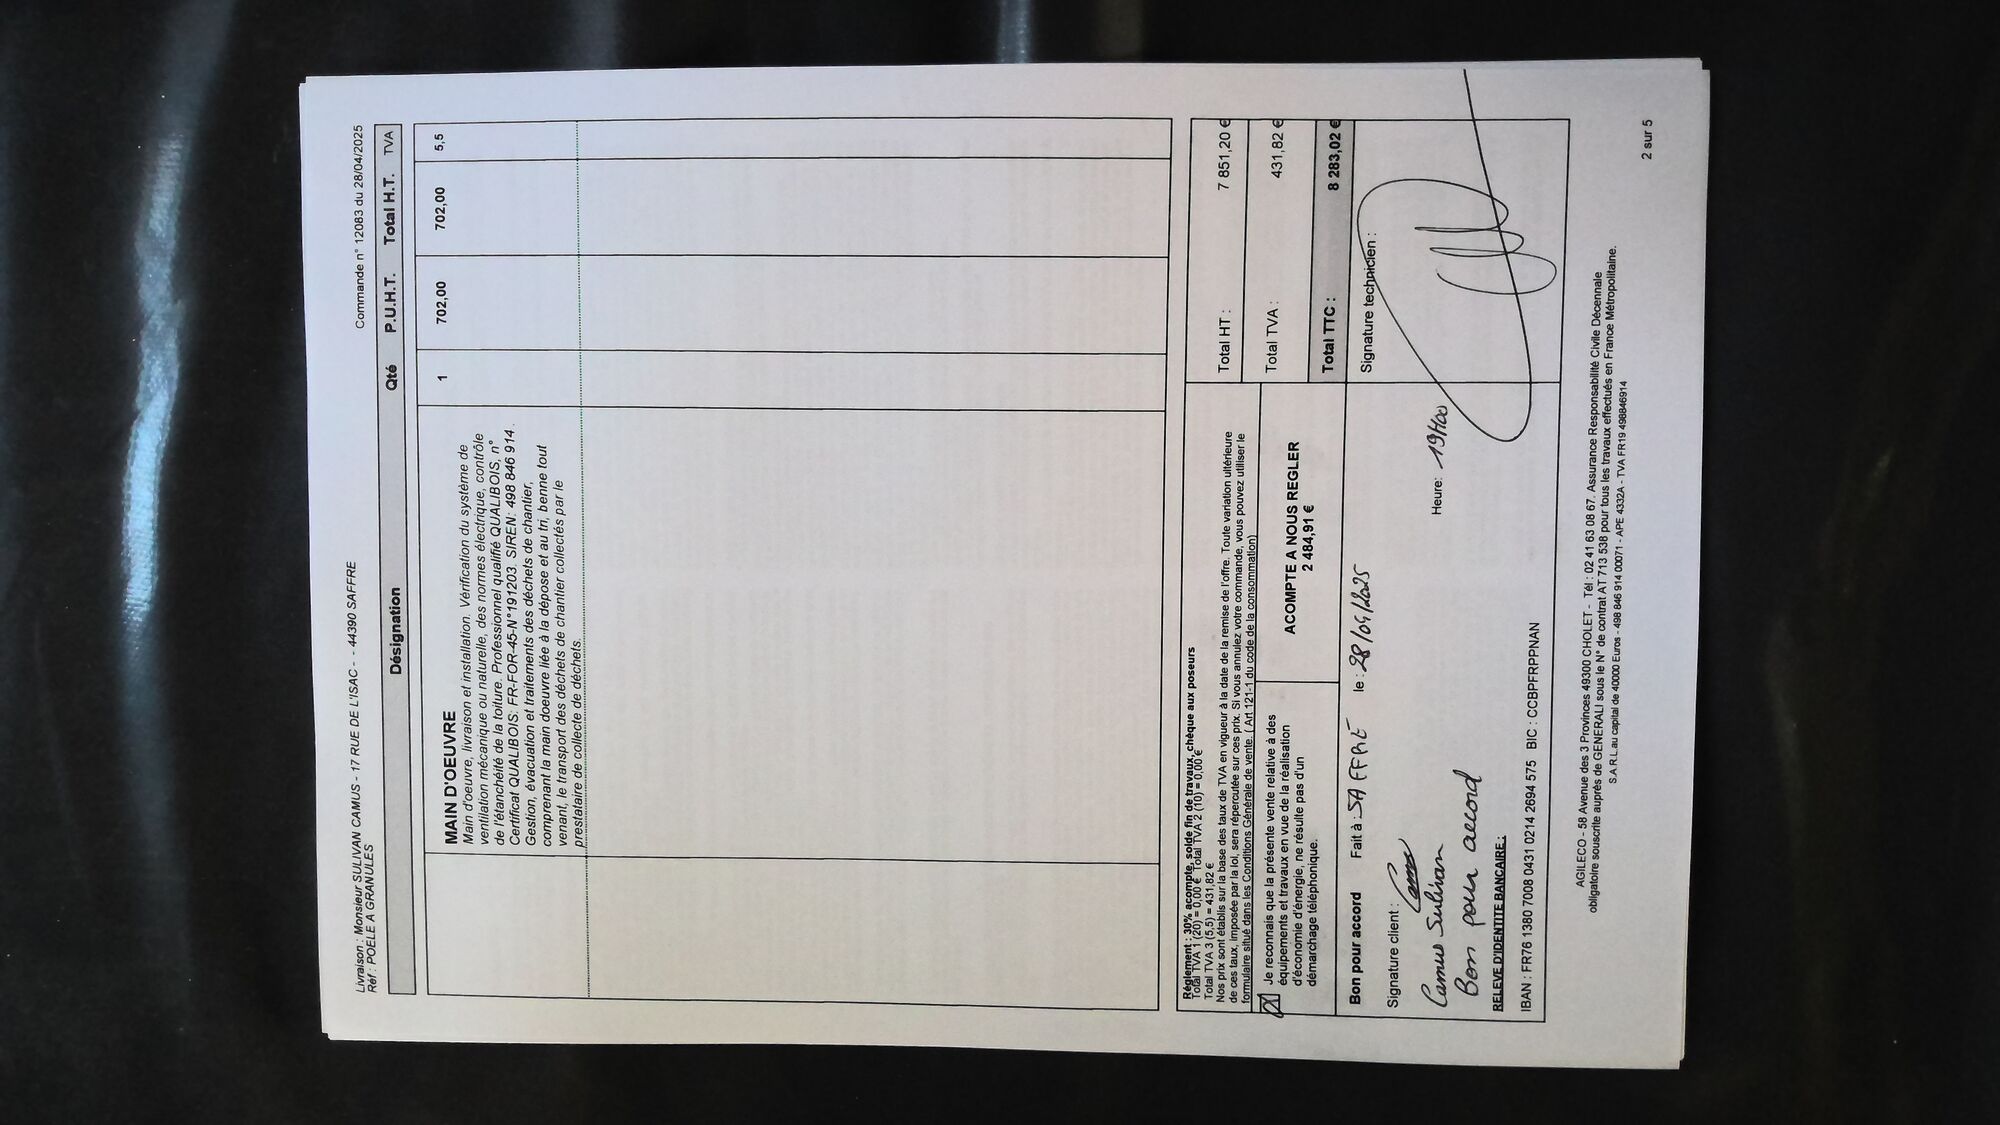 Livraison : Monsieur SULIVAN CAMUS - 17 RUE DE L'ISAC - - 44390 SAFFRE
Commande n° 12083 du 28/04/2025
Réf : POELE A GRANULES
Désignation Qté P.U.H.T. Total H.T. TVA
MAIN D'OEUVRE 1 702,00 702,00 5,5
Main d'oeuvre, livraison et installation. Vérification du système de
ventilation mécanique ou naturelle, des normes électrique, contrôle
de l'étanchéité de la toiture. Professionnel qualifié QUALIBOIS, n°
Certificat QUALIBOIS: FR-FOR-45-N°191203. SIREN: 498 846 914.
Gestion, évacuation et traitements des déchets de chantier,
comprenant la main doeuvre liée à la dépose et au tri, benne tout
venant, le transport des déchets de chantier collectés par le
prestataire de collecte de déchets.
Règlement : 30% acompte, solde fin de travaux, chèque aux poseurs
Total TVA 1 (20) = 0,00 € Total TVA 2 (10) = 0,00 €
Total TVA 3 (5,5) = 431,82 €
Nos prix sont établis sur la base des taux de TVA en vigueur à la date de la remise de l'offre. Toute variation ultérieure
de ces taux, imposée par la loi, sera répercutée sur ces prix. Si vous annulez votre commande, vous pouvez utiliser le
formulaire situé dans les Conditions Générale de vente. ( Art 121-1 du code de la consommation)
Total HT : 7 851,20 €
Total TVA : 431,82 €
Total TTC : 8 283,02 €
Je reconnais que la présente vente relative à des
équipements et travaux en vue de la réalisation
d'économie d'énergie, ne résulte pas d'un
démarchage téléphonique.
ACOMPTE A NOUS REGLER
2 484,91 €
Bon pour accord Fait à : SAFFRÉ le : 28/04/2025 Heure: 19H00
Signature client :
Camus Sulivan
Bon pour accord
Signature technicien :
RELEVE D'IDENTITE BANCAIRE :
IBAN : FR76 1380 7008 0431 0214 2694 575 BIC : CCBPFRPPNAN
AGILECO - 58 Avenue des 3 Provinces 49300 CHOLET - Tél : 02 41 63 08 67. Assurance Responsabilité Civile Décennale
obligatoire souscrite auprès de GENERALI sous le N° de contrat AT 713 538 pour tous les travaux effectués en France Métropolitaine.
S.A.R.L.au capital de 40000 Euros - 498 846 914 00071 - APE 4332A - TVA FR19 498846914
2 sur 5